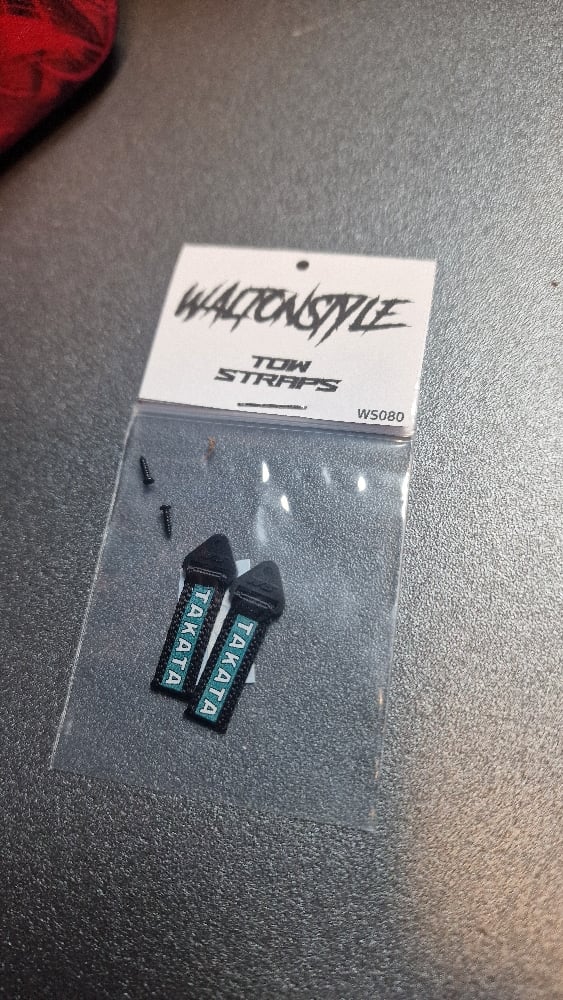 WALTONSTYLE
TOW
STRAPS
WS080
TAKATA
TAKATA